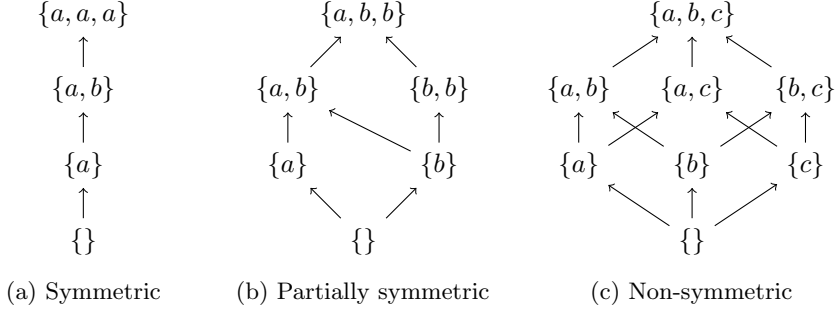 {a, a, a} {a, b, b} {a, b, c}
{a, b} {a, b} {b, b} {a, b} {a, c} {b, c}
{a} {a} {b} {a} {b} {c}
{} {} {}
(a) Symmetric (b) Partially symmetric (c) Non-symmetric